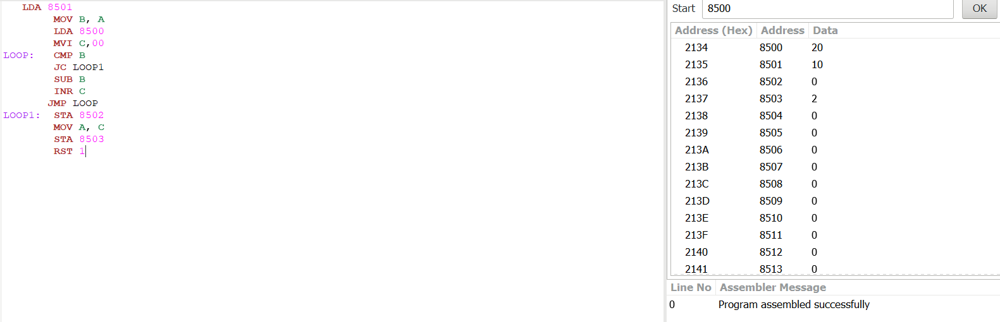 LDA 8501
MOV B, A
LDA 8500
MVI C,00
LOOP: CMP B
JC LOOP1
SUB B
INR C
JMP LOOP
LOOP1: STA 8502
MOV A, C
STA 8503
RST 1
Start 8500 OK
Address (Hex) Address Data
2134 8500 20
2135 8501 10
2136 8502 0
2137 8503 2
2138 8504 0
2139 8505 0
213A 8506 0
213B 8507 0
213C 8508 0
213D 8509 0
213E 8510 0
213F 8511 0
2140 8512 0
2141 8513 0
Line No Assembler Message
0 Program assembled successfully